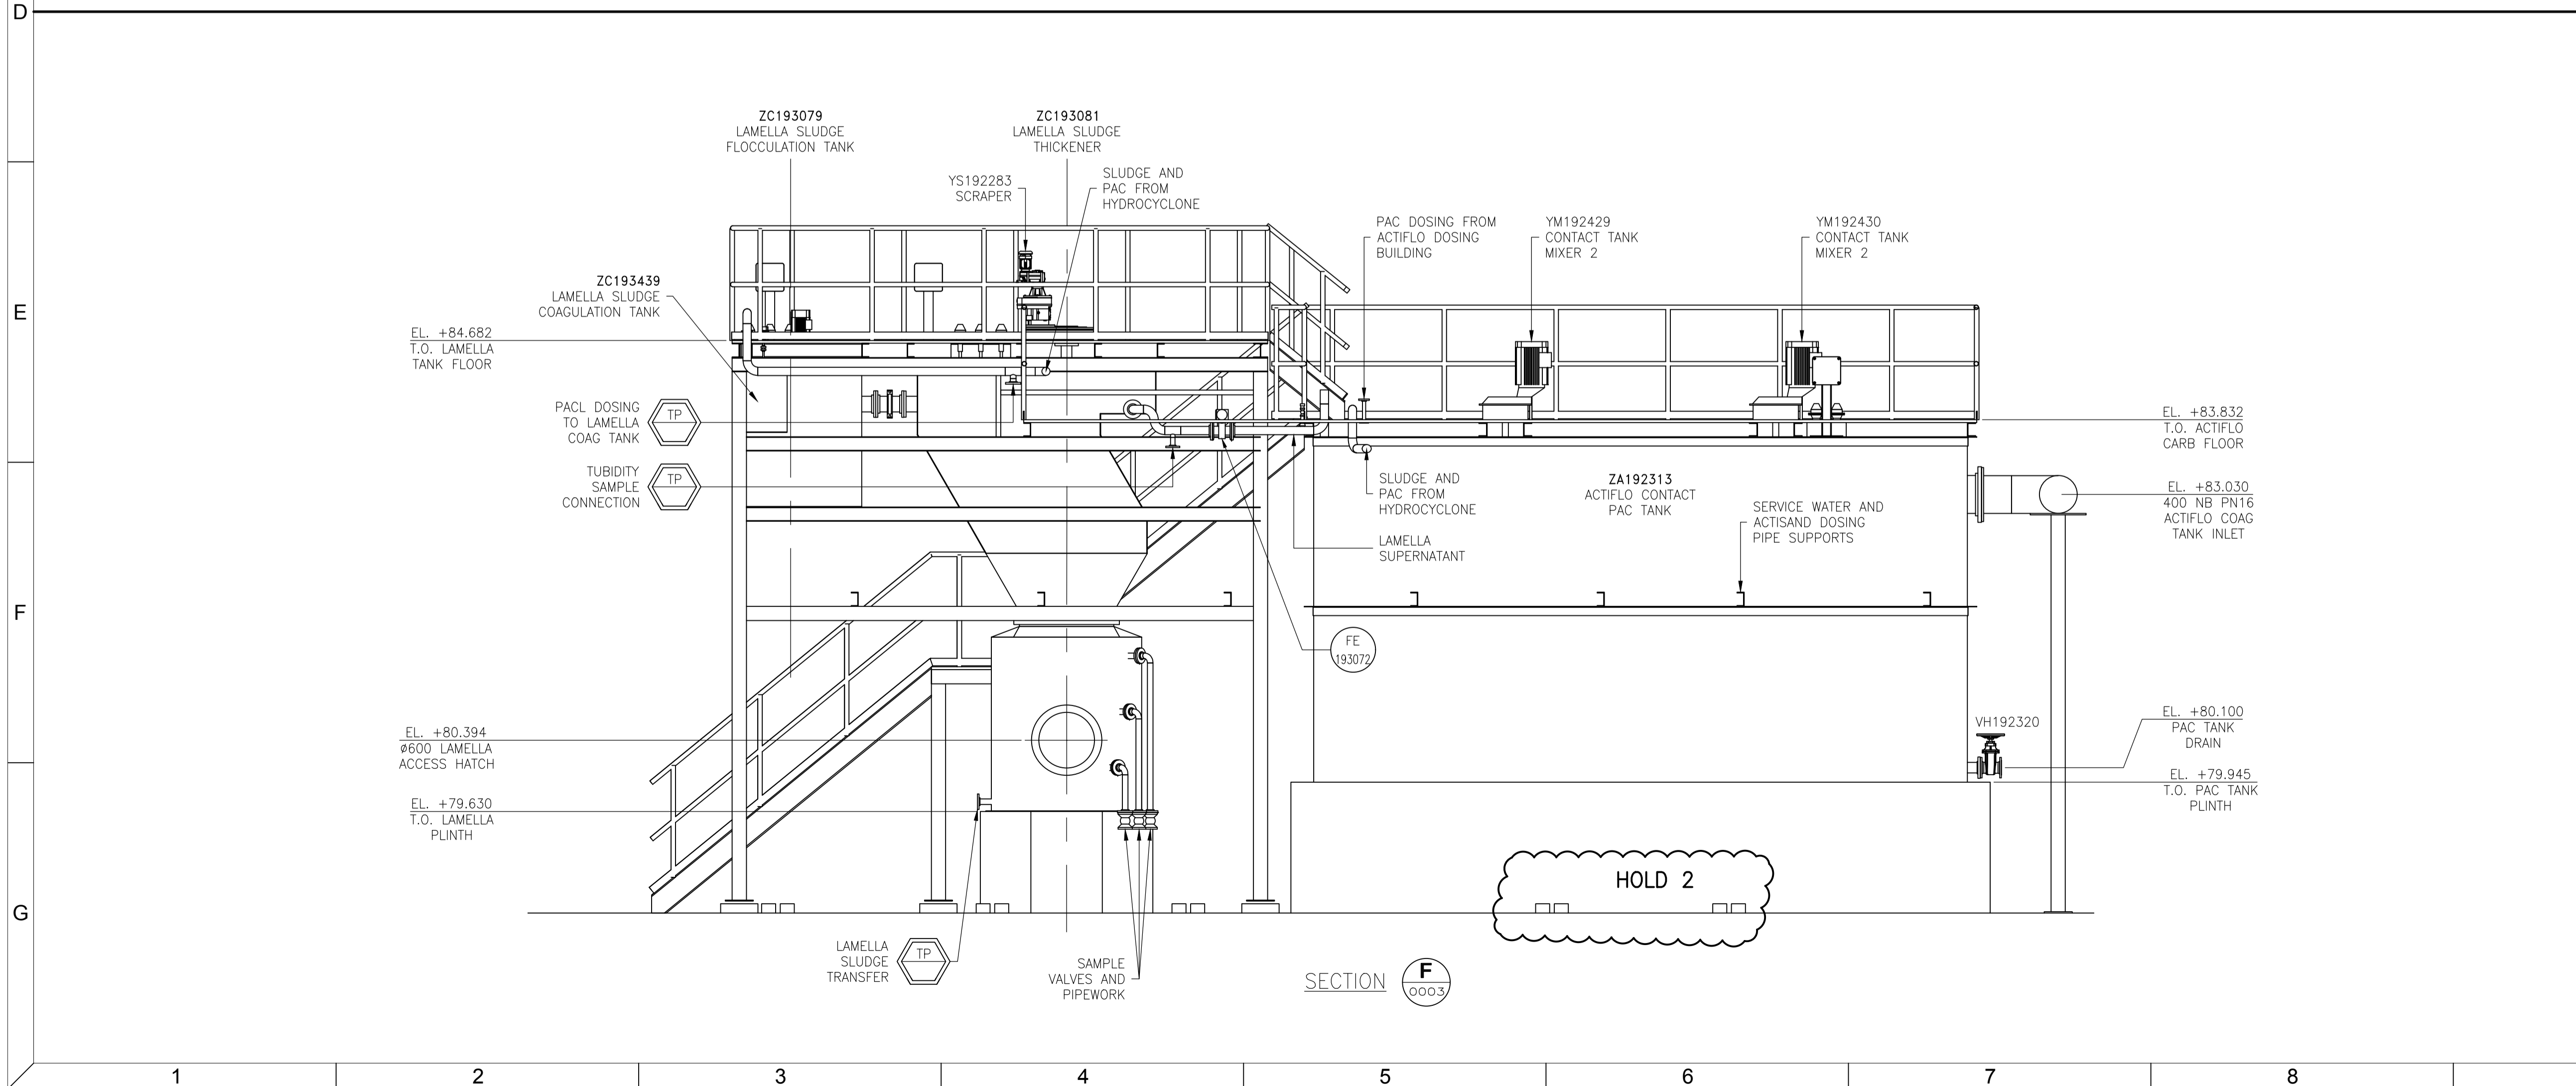 D
E
F
G
ZC193079
LAMELLA SLUDGE
FLOCCULATION TANK
ZC193081
LAMELLA SLUDGE
THICKENER
YS192283
SCRAPER
SLUDGE AND
PAC FROM
HYDROCYCLONE
PAC DOSING FROM
ACTIFLO DOSING
BUILDING
YM192429
CONTACT TANK
MIXER 2
YM192430
CONTACT TANK
MIXER 2
ZC193439
LAMELLA SLUDGE
COAGULATION TANK
EL. +84.682
T.O. LAMELLA
TANK FLOOR
PACL DOSING
TO LAMELLA
COAG TANK
TP
TUBIDITY
SAMPLE
CONNECTION
TP
EL. +83.832
T.O. ACTIFLO
CARB FLOOR
SLUDGE AND
PAC FROM
HYDROCYCLONE
ZA192313
ACTIFLO CONTACT
PAC TANK
SERVICE WATER AND
ACTISAND DOSING
PIPE SUPPORTS
EL. +83.030
400 NB PN16
ACTIFLO COAG
TANK INLET
LAMELLA
SUPERNATANT
FE
193072
EL. +80.394
Ø600 LAMELLA
ACCESS HATCH
VH192320
EL. +80.100
PAC TANK
DRAIN
EL. +79.630
T.O. LAMELLA
PLINTH
EL. +79.945
T.O. PAC TANK
PLINTH
HOLD 2
LAMELLA
SLUDGE
TRANSFER
TP
SAMPLE
VALVES AND
PIPEWORK
SECTION
F
0003
1
2
3
4
5
6
7
8